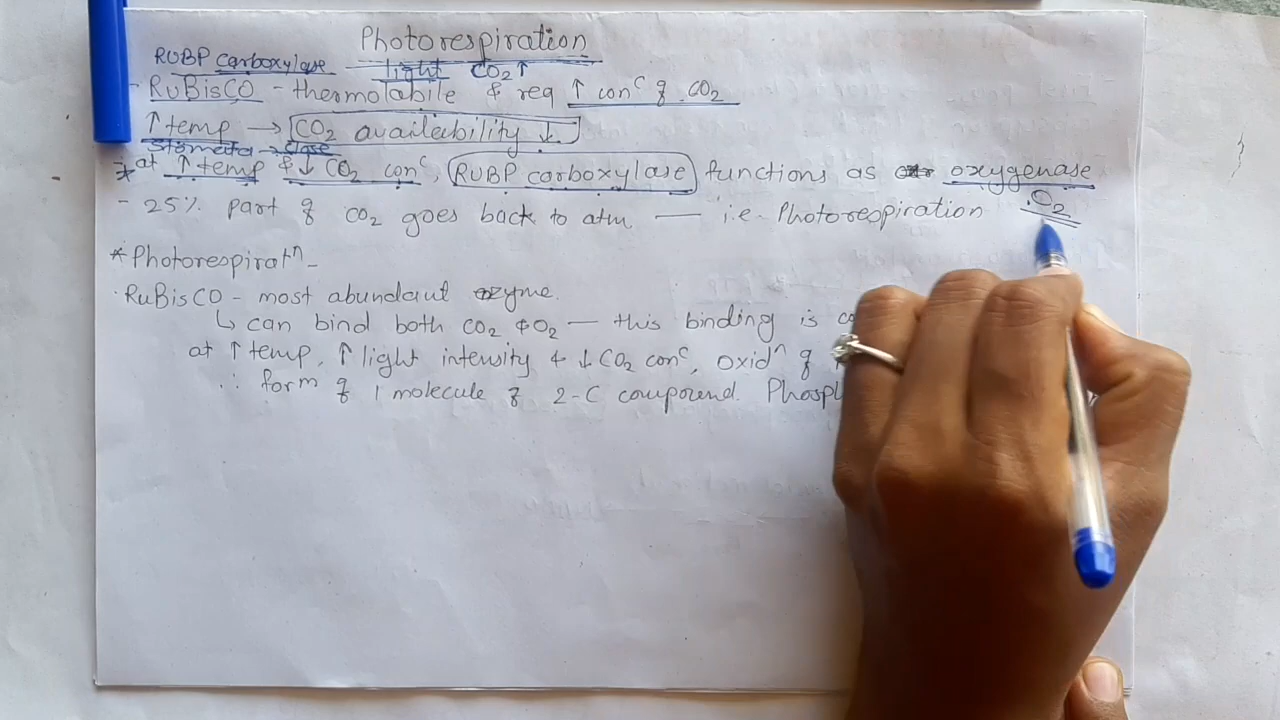 Photorespiration
RUBP carboxylase light CO2 ↑
- RuBisCO - thermolabile & req ↑ conᶜ of CO2
↑ temp → CO2 availeebility ↓
stomata → close
* at ↑ temp & ↓ CO2 conᶜ, RUBP carboxylase functions as oxygenase
O2
- 25% part of CO2 goes back to atm — i.e. Photorespiration
* Photorespiratⁿ -
· RuBisCO - most abundant ezyme.
↳ can bind both CO2 & O2 — this binding is
at ↑ temp, ↑ light intensity & ↓ CO2 conᶜ, oxidⁿ of
∴ form of 1 molecule of 2-C compound